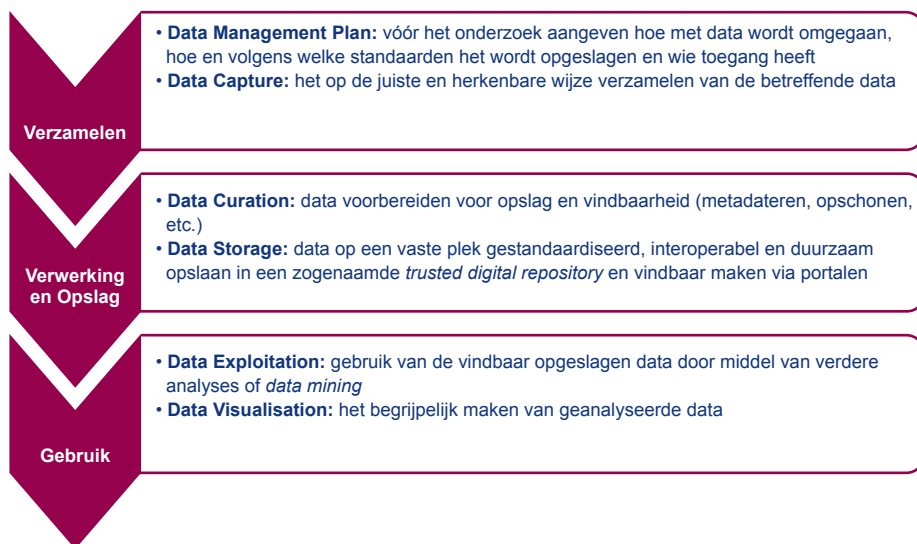 • Data Management Plan: vóór het onderzoek aangeven hoe met data wordt omgegaan,
hoe en volgens welke standaarden het wordt opgeslagen en wie toegang heeft
• Data Capture: het op de juiste en herkenbare wijze verzamelen van de betreffende data
Verzamelen
• Data Curation: data voorbereiden voor opslag en vindbaarheid (metadateren, opschonen,
etc.)
• Data Storage: data op een vaste plek gestandaardiseerd, interoperabel en duurzaam
opslaan in een zogenaamde trusted digital repository en vindbaar maken via portalen
Verwerking
en Opslag
• Data Exploitation: gebruik van de vindbaar opgeslagen data door middel van verdere
analyses of data mining
• Data Visualisation: het begrijpelijk maken van geanalyseerde data
Gebruik